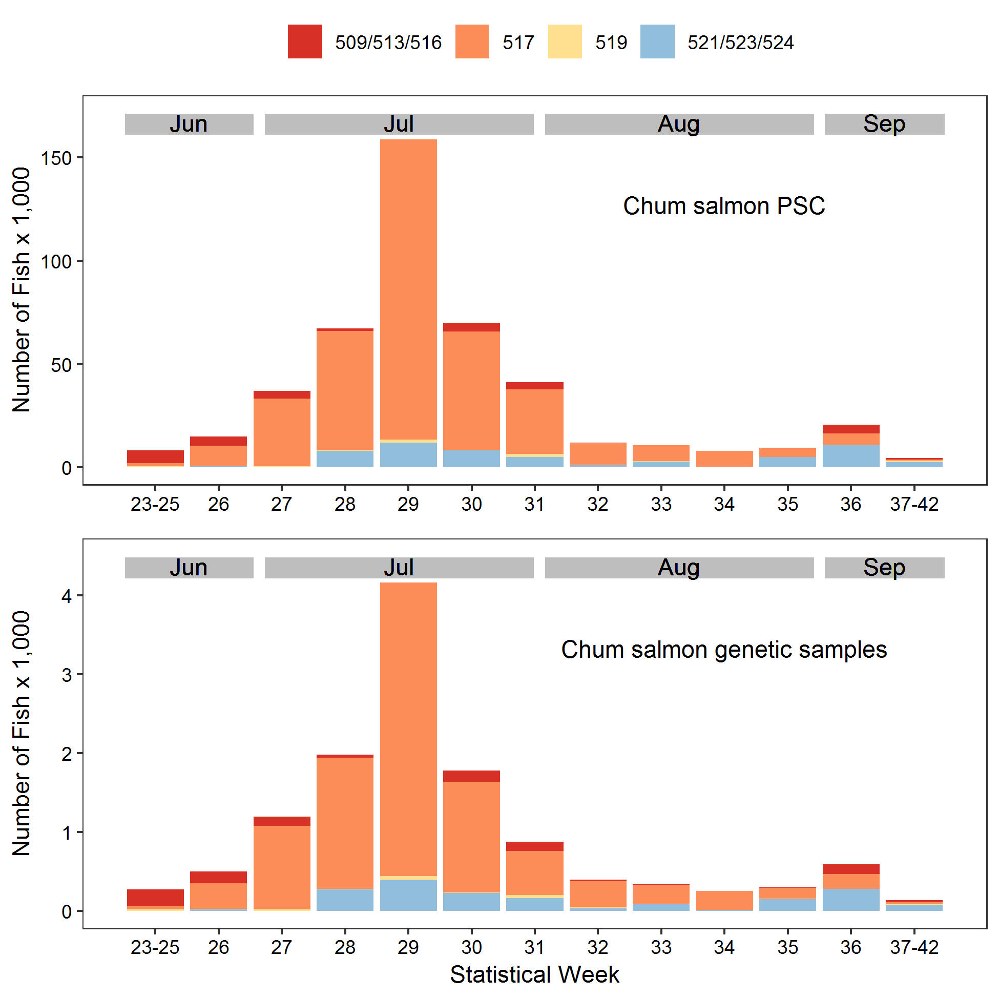 509/513/516 517 519 521/523/524
Jun Jul Aug Sep
Chum salmon PSC
Number of Fish x 1,000
150
100
50
0
23-25 26 27 28 29 30 31 32 33 34 35 36 37-42
Jun Jul Aug Sep
Chum salmon genetic samples
Number of Fish x 1,000
4
3
2
1
0
23-25 26 27 28 29 30 31 32 33 34 35 36 37-42
Statistical Week